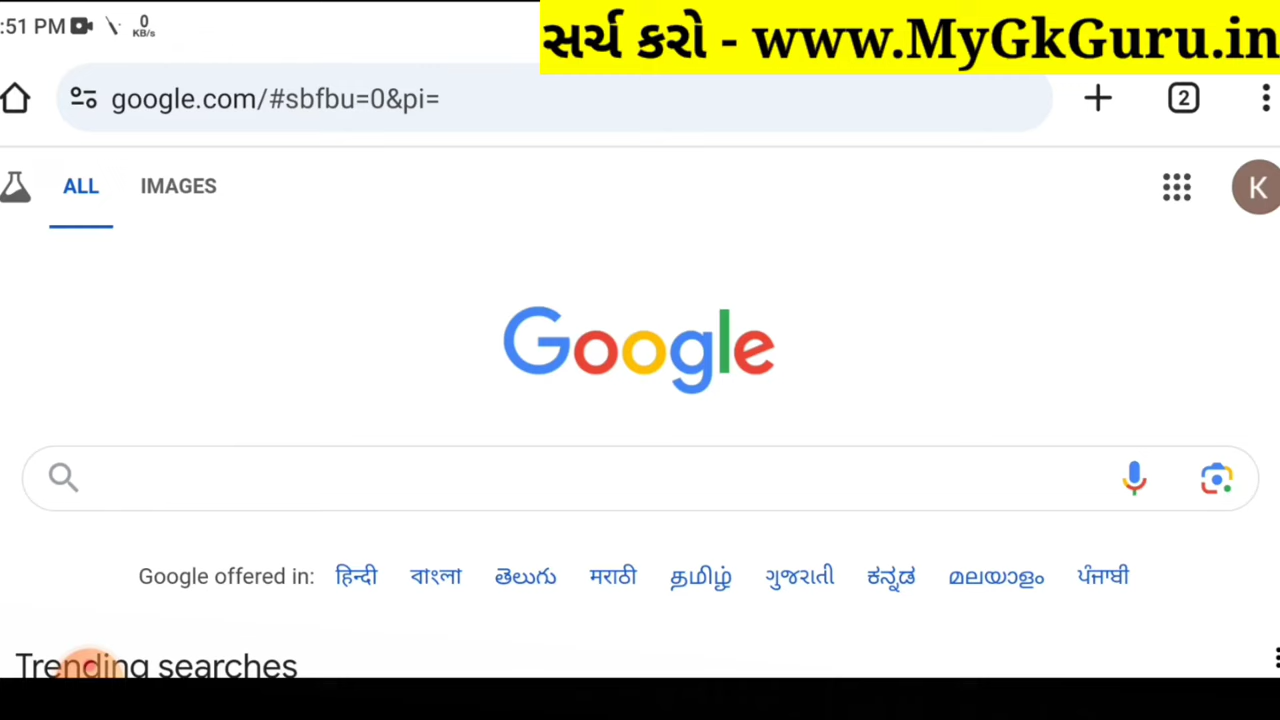 :51 PM 0 KB/s
સર્ચ કરો - www.MyGkGuru.in
google.com/#sbfbu=0&pi=
2
ALL IMAGES
K
Google
Google offered in: हिन्दी বাংলা తెలుగు मराठी தமிழ் ગુજરાતી ಕನ್ನಡ മലയാളം ਪੰਜਾਬੀ
Trending searches